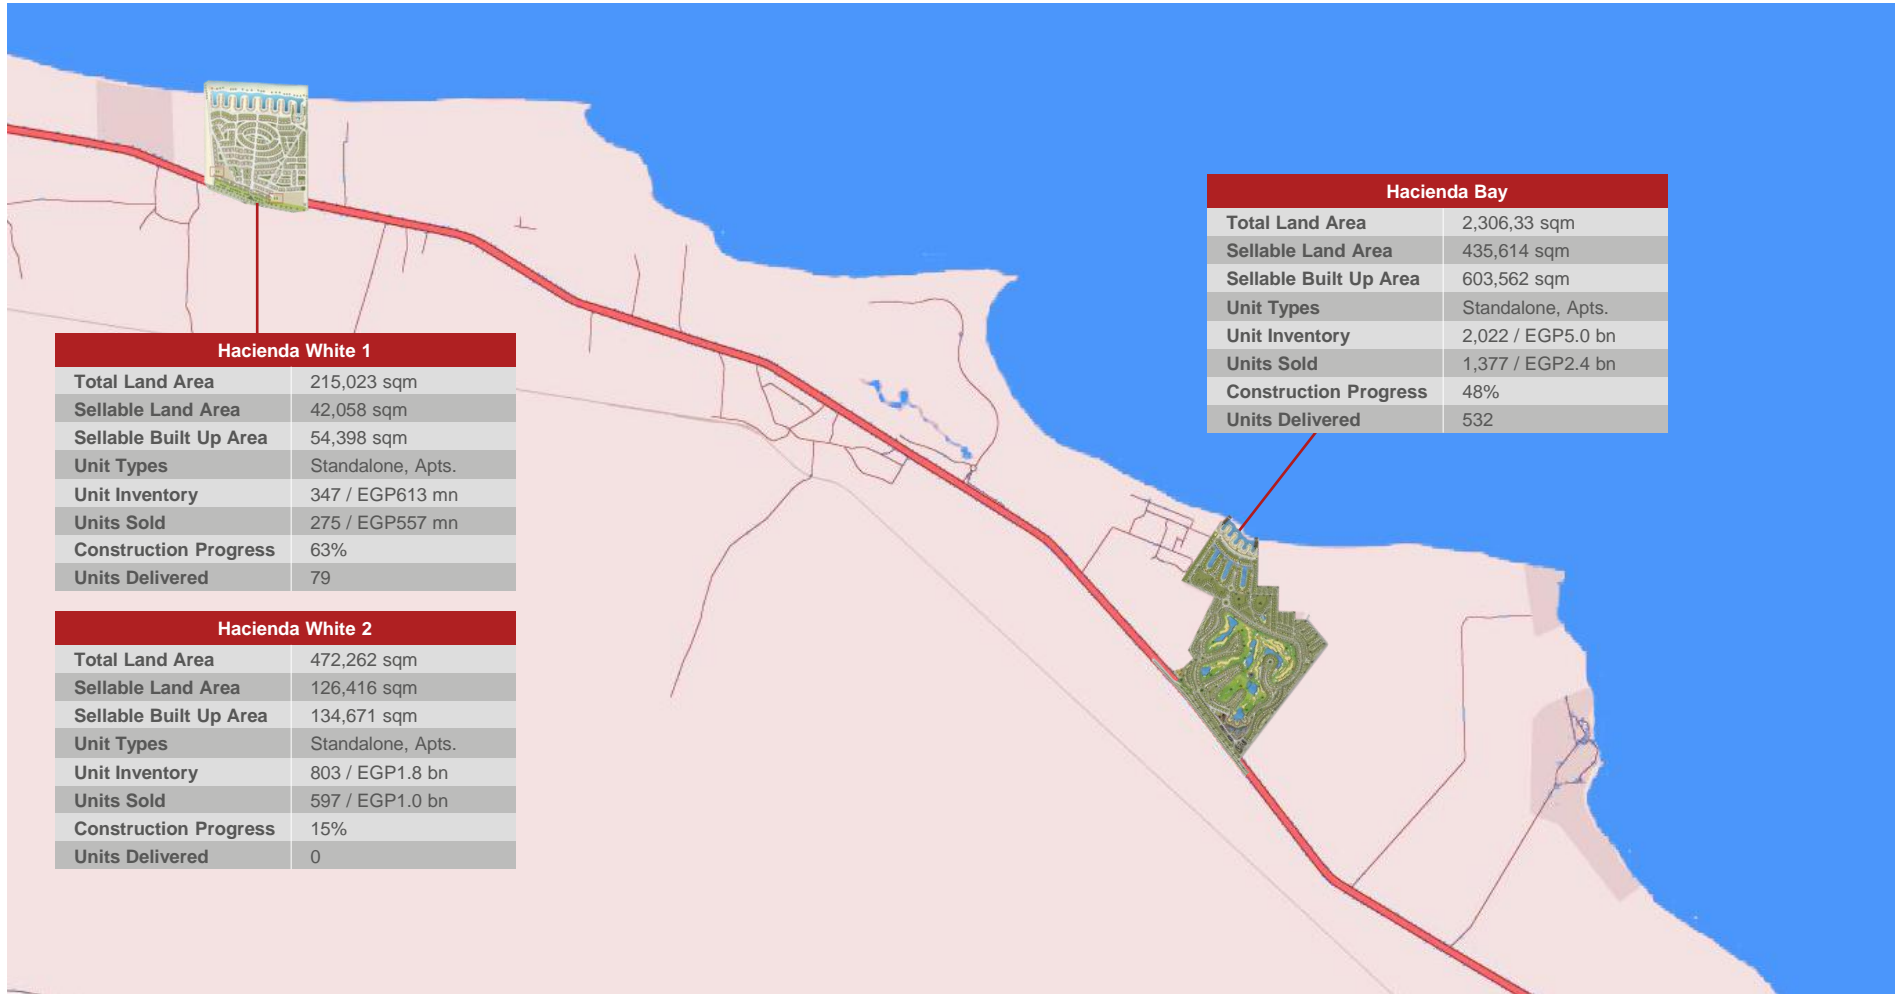 Hacienda White 1
Total Land Area 215,023 sqm
Sellable Land Area 42,058 sqm
Sellable Built Up Area 54,398 sqm
Unit Types Standalone, Apts.
Unit Inventory 347 / EGP613 mn
Units Sold 275 / EGP557 mn
Construction Progress 63%
Units Delivered 79
Hacienda White 2
Total Land Area 472,262 sqm
Sellable Land Area 126,416 sqm
Sellable Built Up Area 134,671 sqm
Unit Types Standalone, Apts.
Unit Inventory 803 / EGP1.8 bn
Units Sold 597 / EGP1.0 bn
Construction Progress 15%
Units Delivered 0
Hacienda Bay
Total Land Area 2,306,33 sqm
Sellable Land Area 435,614 sqm
Sellable Built Up Area 603,562 sqm
Unit Types Standalone, Apts.
Unit Inventory 2,022 / EGP5.0 bn
Units Sold 1,377 / EGP2.4 bn
Construction Progress 48%
Units Delivered 532